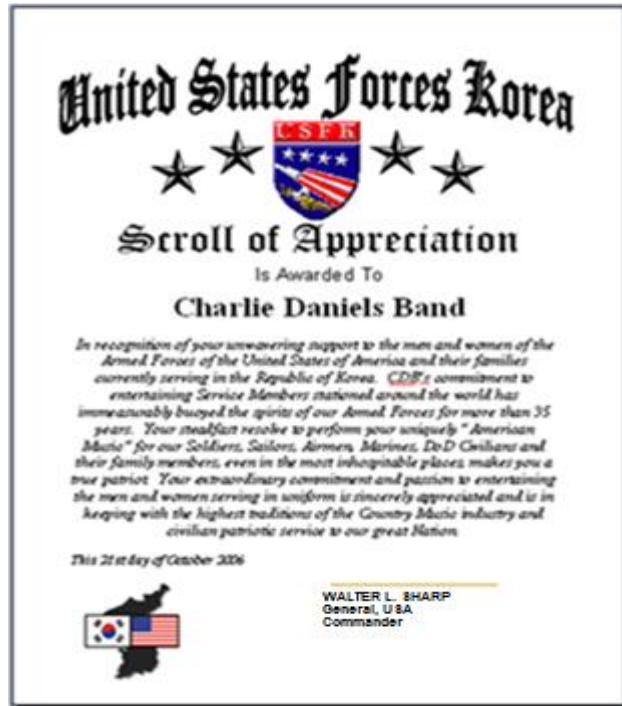 United States Forces Korea
USFK
Scroll of Appreciation
Is Awarded To
Charlie Daniels Band
In recognition of your unwavering support to the men and women of the
Armed Forces of the United States of America and their families
currently serving in the Republic of Korea. CDB's commitment to
entertaining Service Members stationed around the world has
immeasurably buoyed the spirits of our Armed Forces for more than 35
years. Your steadfast resolve to perform your uniquely "American
Music" for our Soldiers, Sailors, Airmen, Marines, DoD Civilians and
their family members, even in the most inhospitable places, makes you a
true patriot. Your extraordinary commitment and passion to entertaining
the men and women serving in uniform is sincerely appreciated and is in
keeping with the highest traditions of the Country Music industry and
civilian patriotic service to our great Nation.
This 21st day of October 2006
WALTER L. SHARP
General, USA
Commander